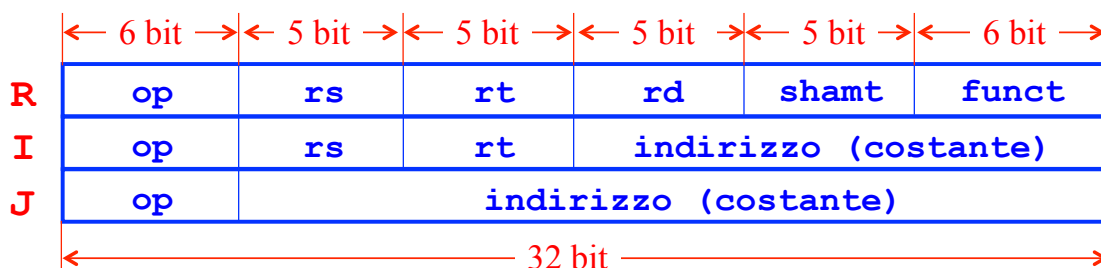 6 bit 5 bit 5 bit 5 bit 5 bit 6 bit
R op rs rt rd shamt funct
I op rs rt indirizzo (costante)
J op indirizzo (costante)
32 bit